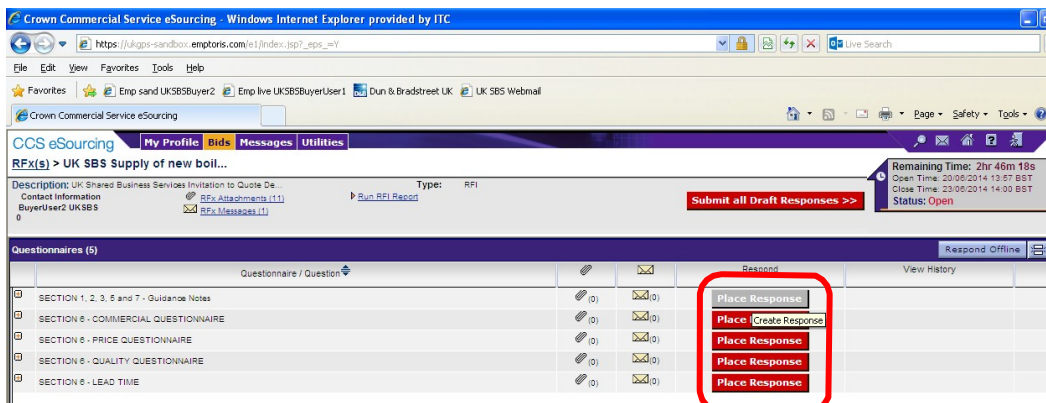 Crown Commercial Service eSourcing - Windows Internet Explorer provided by ITC
https://ukgps-sandbox.emptoris.com/e1/index.jsp?_eps_=Y
Live Search
File Edit View Favorites Tools Help
Favorites Emp sand UKSBSBuyer2 Emp live UKSBSBuyerUser1 Dun & Bradstreet UK UK SBS Webmail
Crown Commercial Service eSourcing
Page Safety Tools
CCS eSourcing My Profile Bids Messages Utilities
RFx(s) > UK SBS Supply of new boil...
Remaining Time: 2hr 46m 18s
Open Time: 20/06/2014 13:57 BST
Close Time: 23/06/2014 14:00 BST
Status: Open
Description: UK Shared Business Services Invitation to Quote De...
Type: RFI
Contact Information
RFx Attachments (11)
Run RFI Report
BuyerUser2 UKSBS
RFx Messages (1)
0
Submit all Draft Responses >>
Questionnaires (5)
Respond Offline
Questionnaire / Question Respond View History
SECTION 1, 2, 3, 5 and 7 - Guidance Notes (0) (0) Place Response
SECTION 6 - COMMERCIAL QUESTIONNAIRE (0) (0) Place Create Response
SECTION 6 - PRICE QUESTIONNAIRE (0) (0) Place Response
SECTION 6 - QUALITY QUESTIONNAIRE (0) (0) Place Response
SECTION 6 - LEAD TIME (0) (0) Place Response